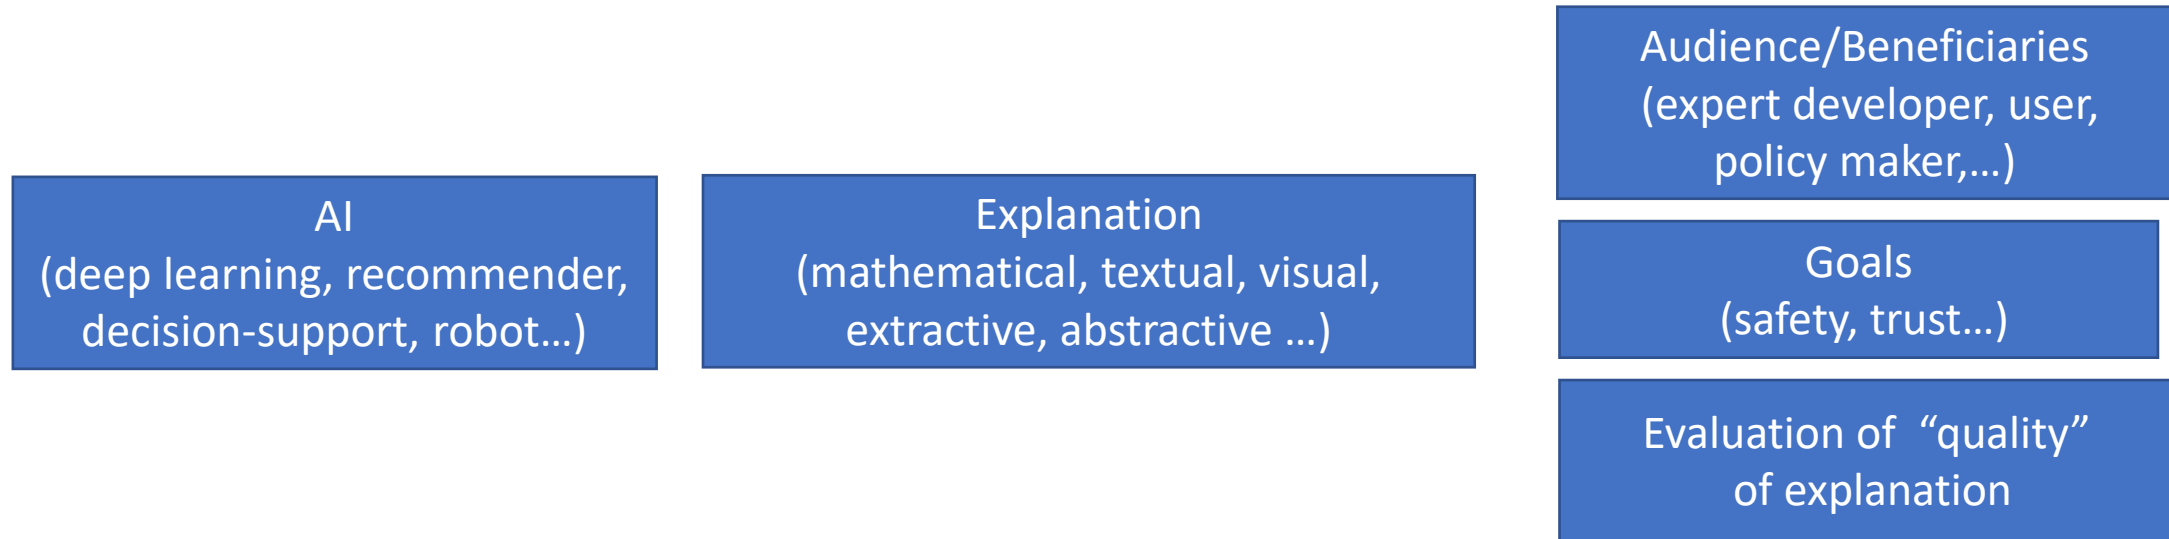 AI
(deep learning, recommender,
decision-support, robot…)
Explanation
(mathematical, textual, visual,
extractive, abstractive …)
Audience/Beneficiaries
(expert developer, user,
policy maker,…)
Goals
(safety, trust…)
Evaluation of  “quality”
of explanation